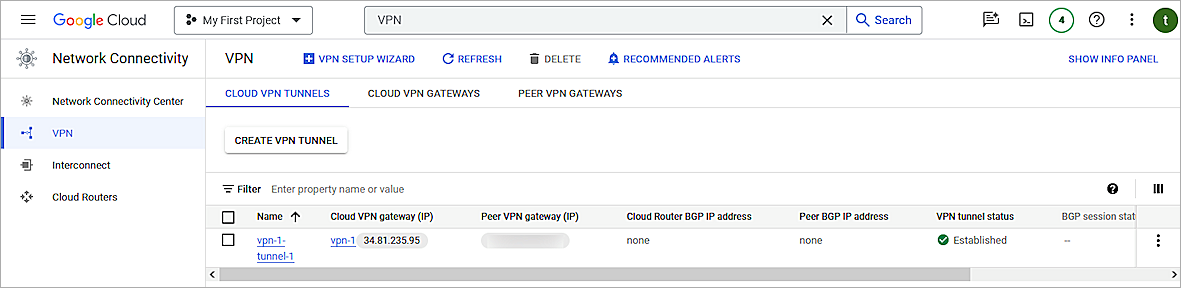 Google Cloud
My First Project
VPN
Search
4
t
Network Connectivity
VPN
VPN SETUP WIZARD
REFRESH
DELETE
RECOMMENDED ALERTS
SHOW INFO PANEL
Network Connectivity Center
VPN
Interconnect
Cloud Routers
CLOUD VPN TUNNELS
CLOUD VPN GATEWAYS
PEER VPN GATEWAYS
CREATE VPN TUNNEL
Filter Enter property name or value
Name Cloud VPN gateway (IP) Peer VPN gateway (IP) Cloud Router BGP IP address Peer BGP IP address VPN tunnel status BGP session stat
vpn-1- vpn-1 34.81.235.95 none none Established --
tunnel-1